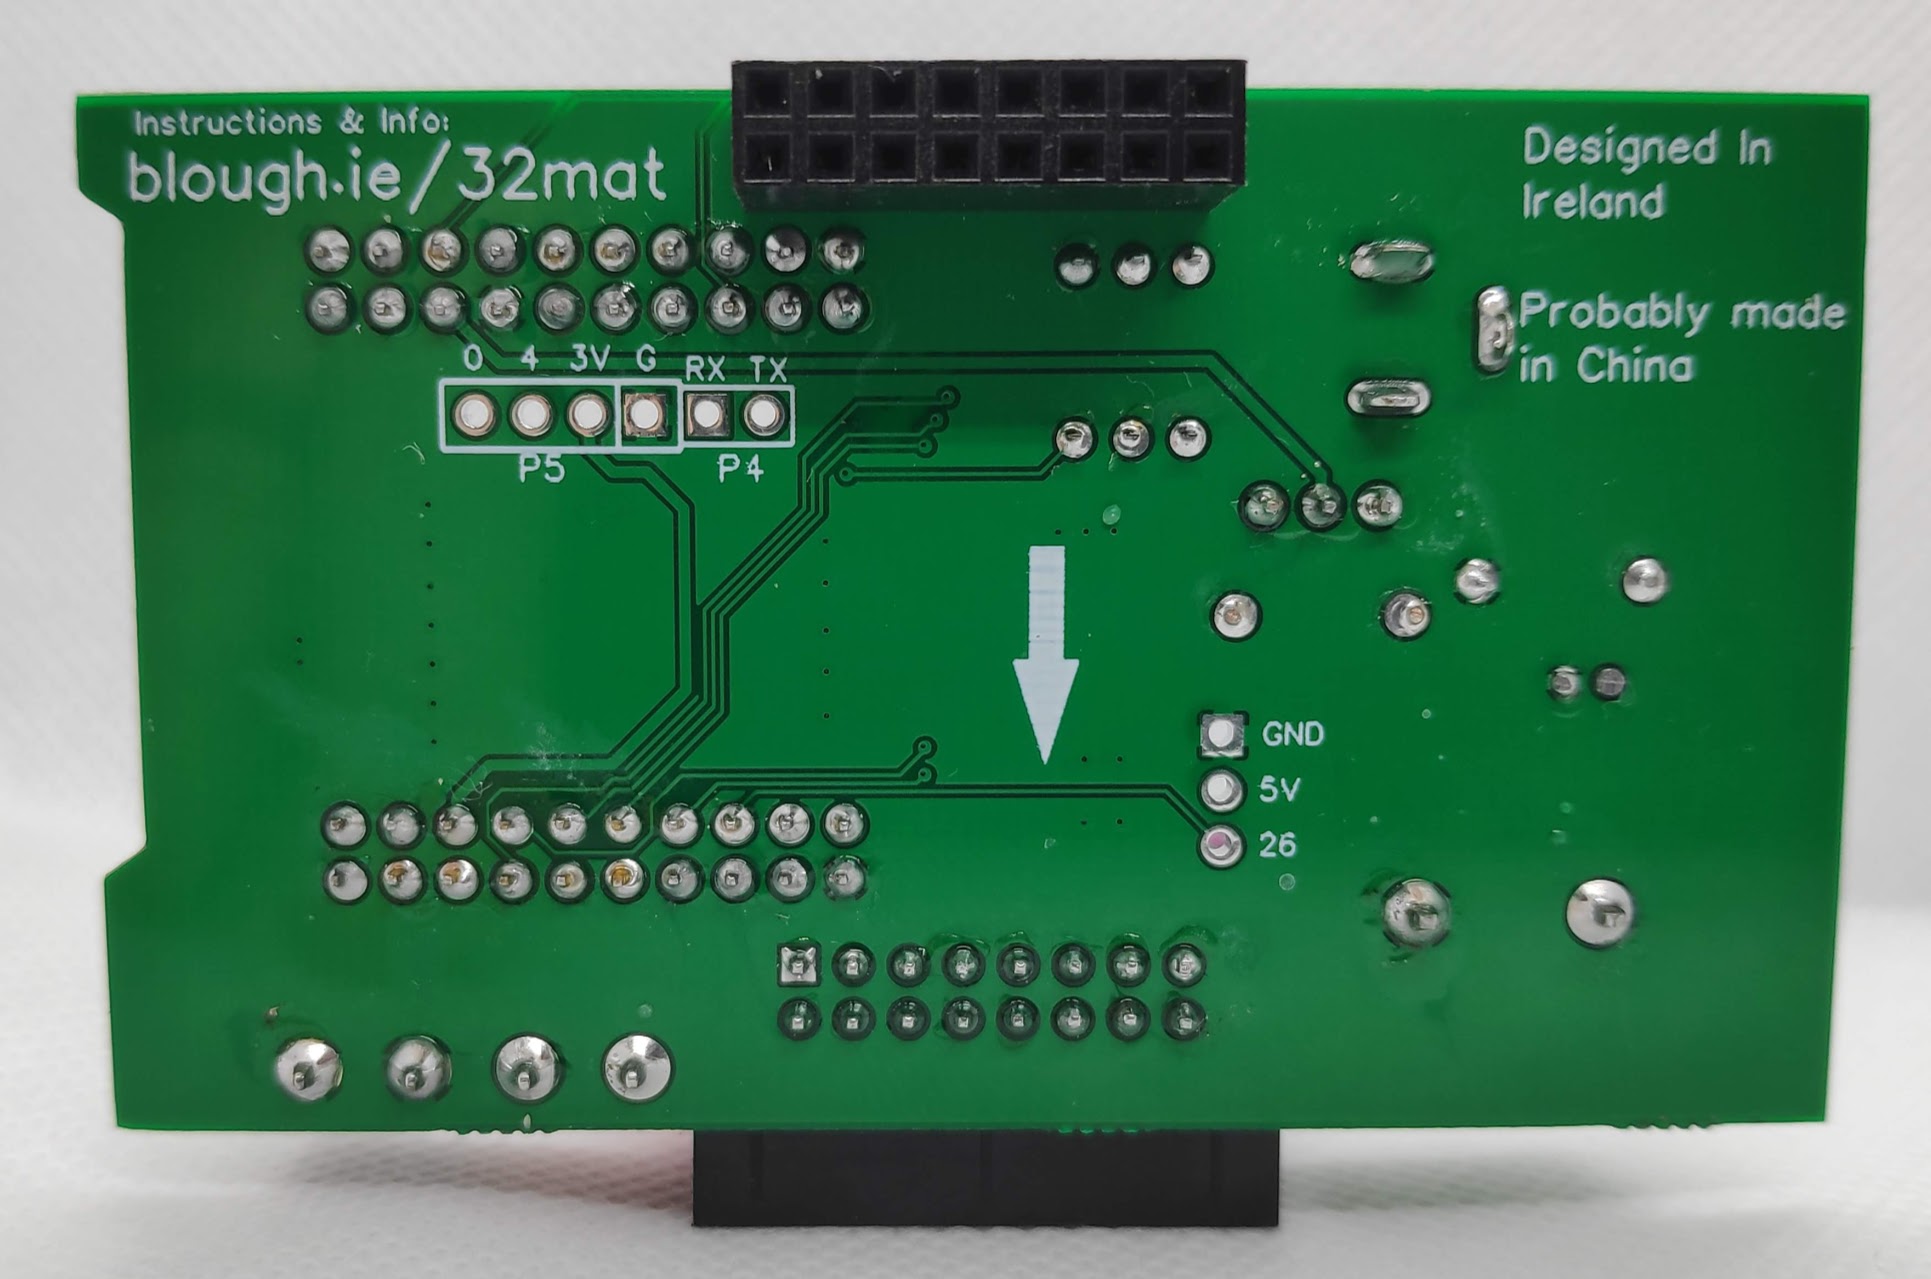 Instructions & Info:
blough.ie/32mat
Designed In
Ireland
Probably made
in China
0 4 3V G RX TX
P5 P4
GND
5V
26